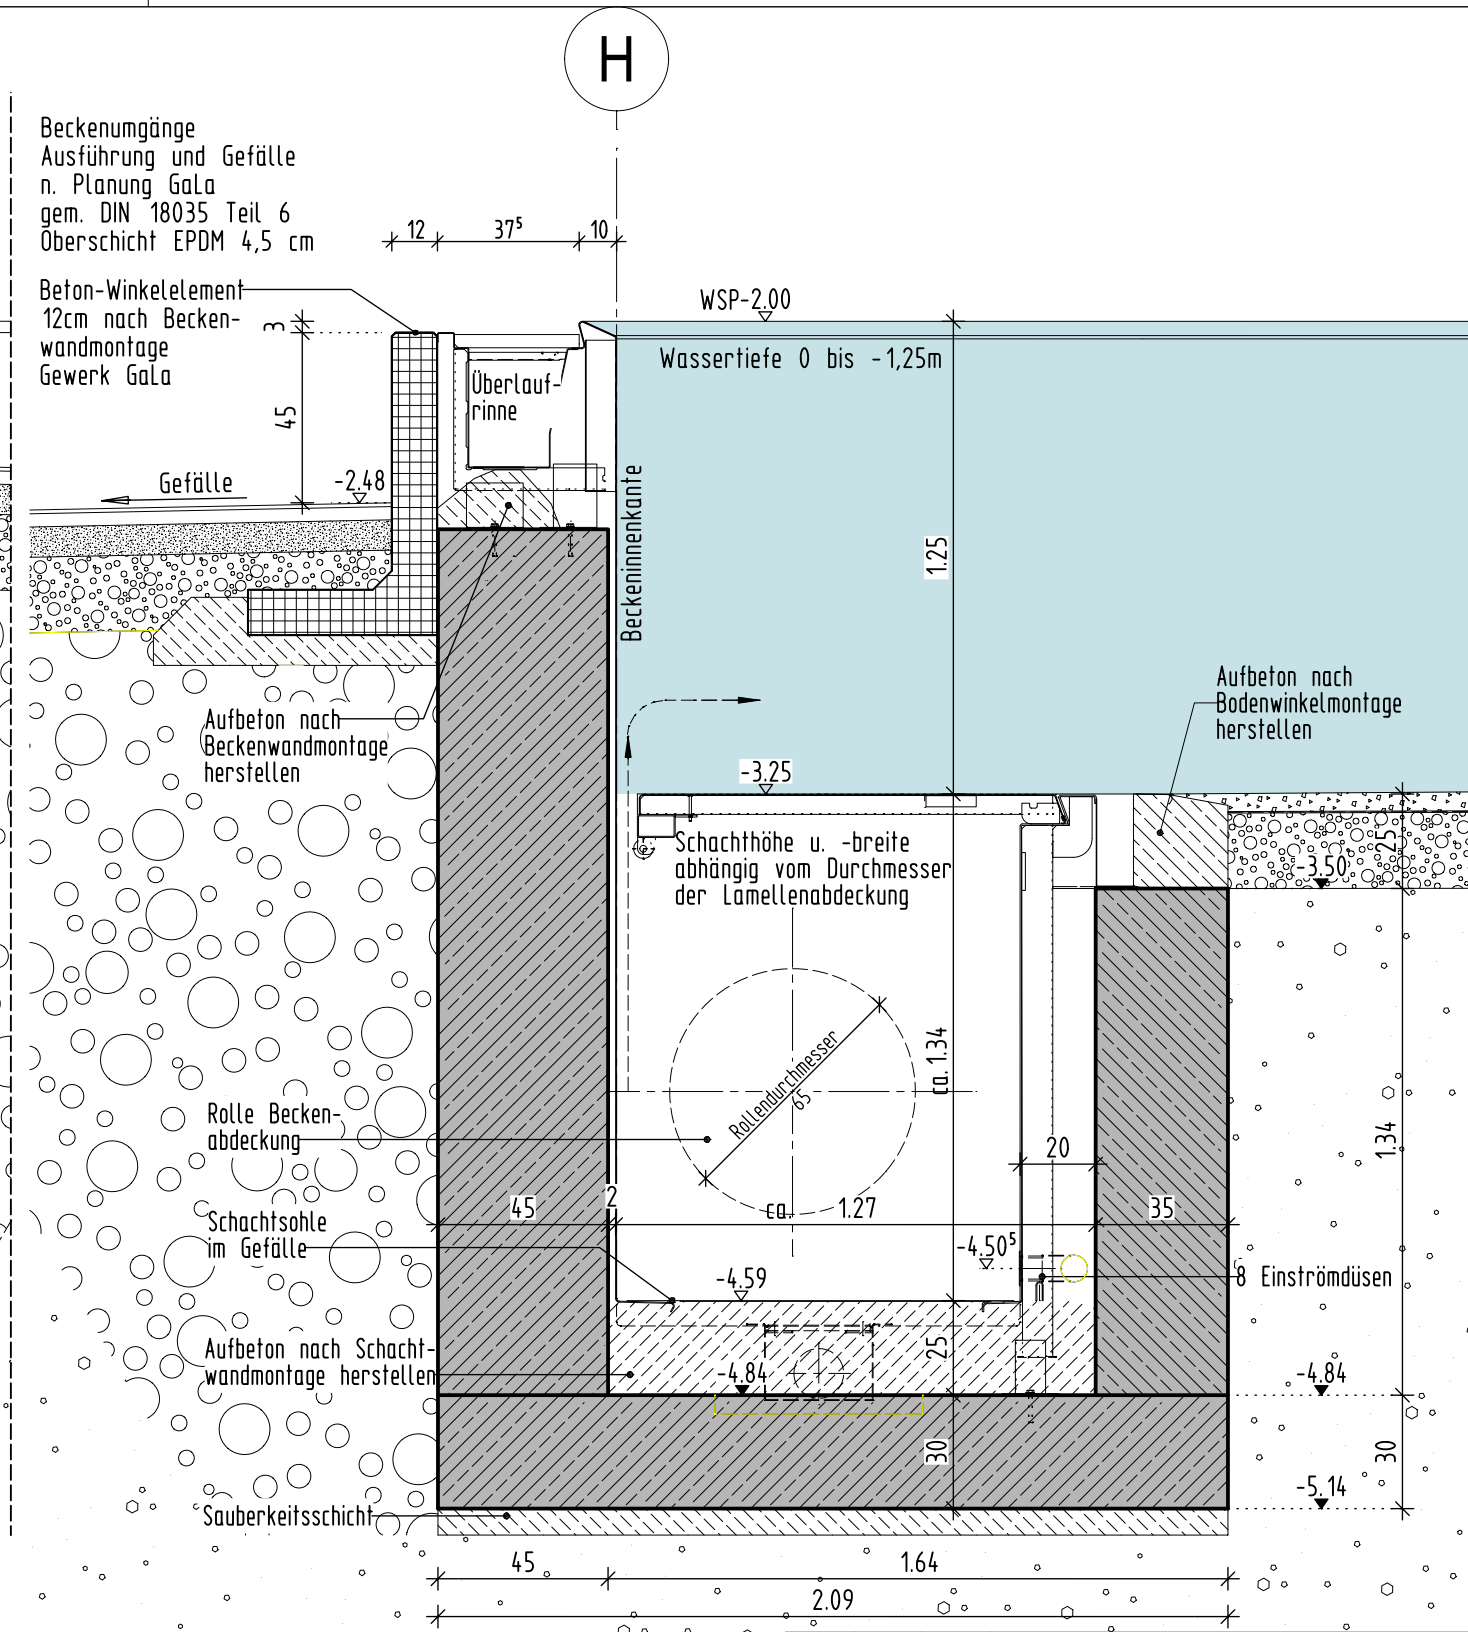 H
Beckenumgänge
Ausführung und Gefälle
n. Planung GaLa
gem. DIN 18035 Teil 6
Oberschicht EPDM 4,5 cm
12
37⁵
10
Beton-Winkelelement
12cm nach Becken-
wandmontage
Gewerk GaLa
3
45
WSP-2.00
Wassertiefe 0 bis -1,25m
Überlauf-
rinne
Gefälle
-2.48
Beckeninnenkante
1.25
Aufbeton nach
Bodenwinkelmontage
herstellen
Aufbeton nach
Beckenwandmontage
herstellen
-3.25
Schachthöhe u. -breite
abhängig vom Durchmesser
der Lamellenabdeckung
25
-3.50
Rollendurchmesser
65
ca. 1.34
1.34
Rolle Becken-
abdeckung
20
45
2
ca. 1.27
35
Schachtsohle
im Gefälle
-4.50⁵
-4.59
8 Einströmdüsen
Aufbeton nach Schacht-
wandmontage herstellen
25
-4.84
-4.84
30
30
-5.14
Sauberkeitsschicht
45
1.64
2.09